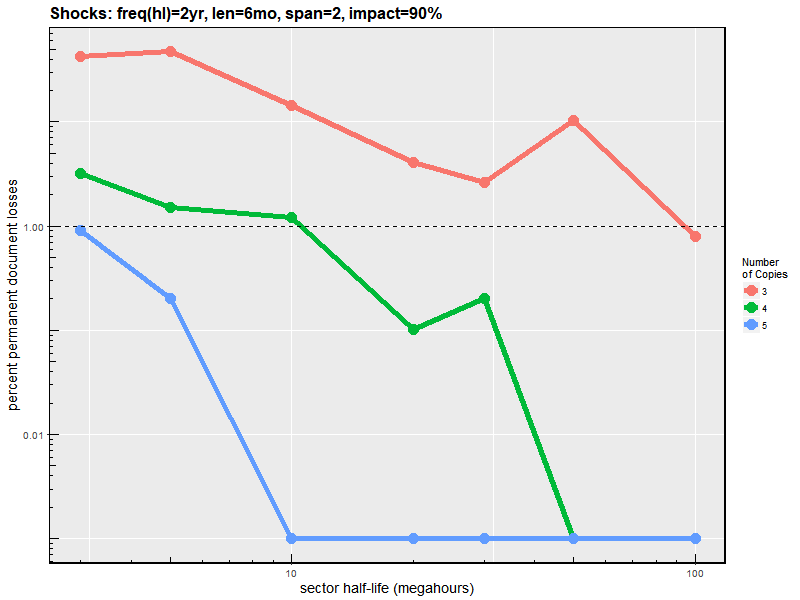 Shocks: freq(hl)=2yr, len=6mo, span=2, impact=90%
percent permanent document losses
1.00
0.01
10
100
sector half-life (megahours)
Number
of Copies
3
4
5